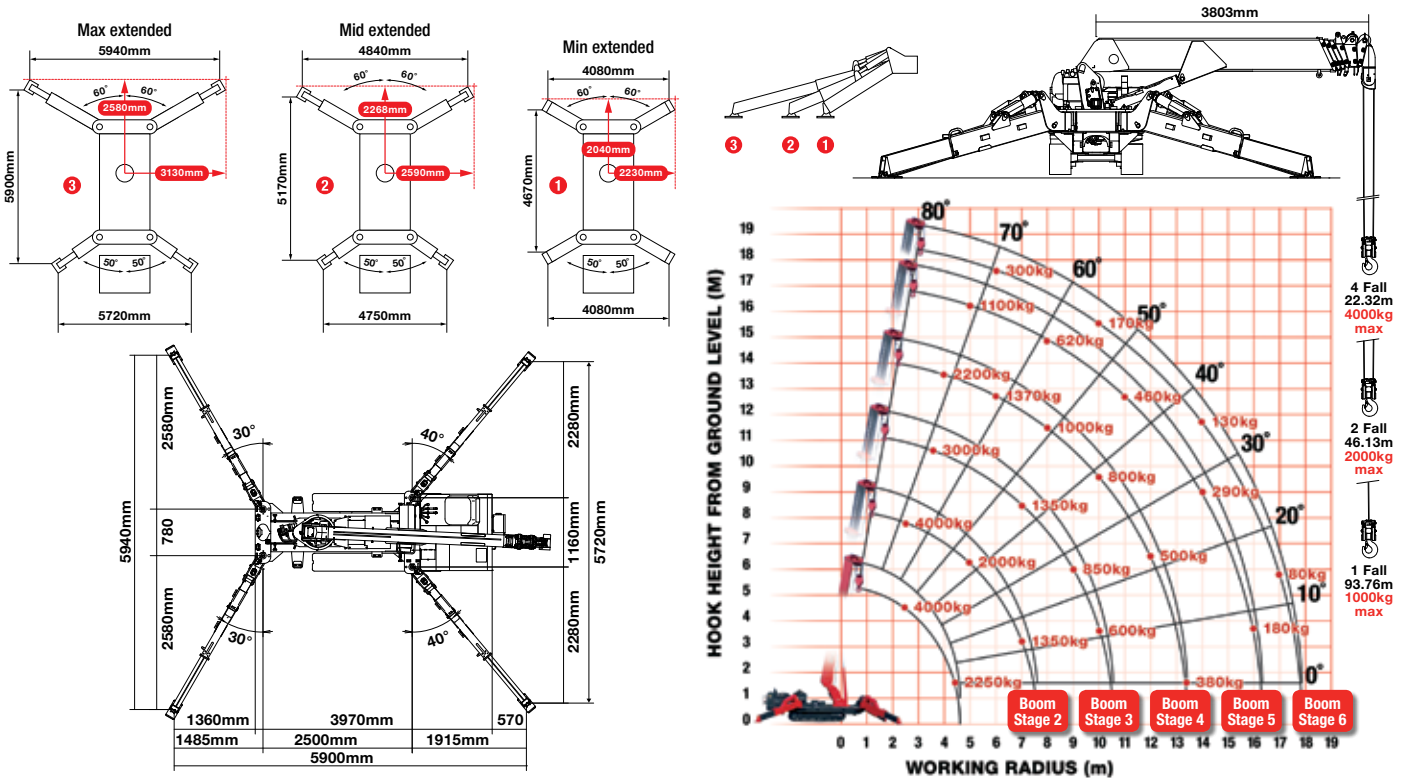 Max extended
5940mm
60°
60°
2580mm
3130mm
5900mm
3
50°
50°
5720mm
Mid extended
4840mm
60°
60°
2268mm
2590mm
5170mm
2
50°
50°
4750mm
Min extended
4080mm
60°
60°
2040mm
2230mm
4670mm
1
50°
50°
4080mm
3
2
1
3803mm
5940mm
2580mm
780
2580mm
30°
30°
40°
40°
2280mm
1160mm
2280mm
5720mm
1360mm
3970mm
570
1485mm
2500mm
1915mm
5900mm
HOOK HEIGHT FROM GROUND LEVEL (M)
19
18
17
16
15
14
13
12
11
10
9
8
7
6
5
4
3
2
1
0
80°
70°
60°
50°
40°
30°
20°
10°
0°
300kg
170kg
130kg
80kg
1100kg
620kg
460kg
290kg
180kg
2200kg
1370kg
1000kg
800kg
500kg
380kg
3000kg
1350kg
850kg
600kg
4000kg
2000kg
1350kg
4000kg
2250kg
Boom
Stage 2
Boom
Stage 3
Boom
Stage 4
Boom
Stage 5
Boom
Stage 6
0 1 2 3 4 5 6 7 8 9 10 11 12 13 14 15 16 17 18 19
WORKING RADIUS (m)
4 Fall
22.32m
4000kg
max
2 Fall
46.13m
2000kg
max
1 Fall
93.76m
1000kg
max